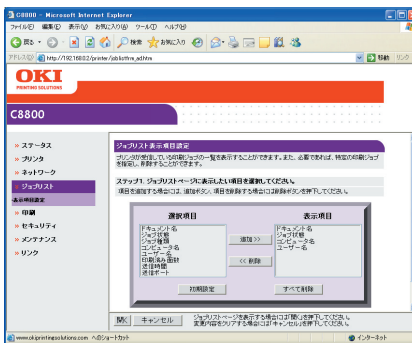 C8800 - Microsoft Internet Explorer
ファイル(F) 編集(E) 表示(V) お気に入り(A) ツール(T) ヘルプ(H)
戻る 検索 お気に入り
アドレス(D) http://192.168.0.2/printer/joblistfrm_ad.htm 移動 リンク
OKI
PRINTING SOLUTIONS
C8800
ステータス
プリンタ
ネットワーク
ジョブリスト
表示項目設定
印刷
セキュリティ
メンテナンス
リンク
ジョブリスト表示項目設定
プリンタが受信している印刷ジョブの一覧を表示することができます。また、必要であれば、特定の印刷ジョブを指定し、削除することができます。
ステップ1. ジョブリストページに表示したい項目を選択してください。
項目を追加する場合には、追加ボタン、項目を削除する場合には削除ボタンを押下してください。
選択項目
ドキュメント名
ジョブ状態
ジョブ種類
コンピュータ名
ユーザー名
印刷済み面数
送信時間
送信ポート
追加 >>
<< 削除
表示項目
ドキュメント名
ジョブ状態
コンピュータ名
ユーザー名
初期設定 すべて削除
開く キャンセル
ジョブリストページを表示する場合には「開く」を押下してください。
変更内容をクリアする場合には「キャンセル」を押下してください。
www.okiprintingsolutions.com へのショートカット インターネット